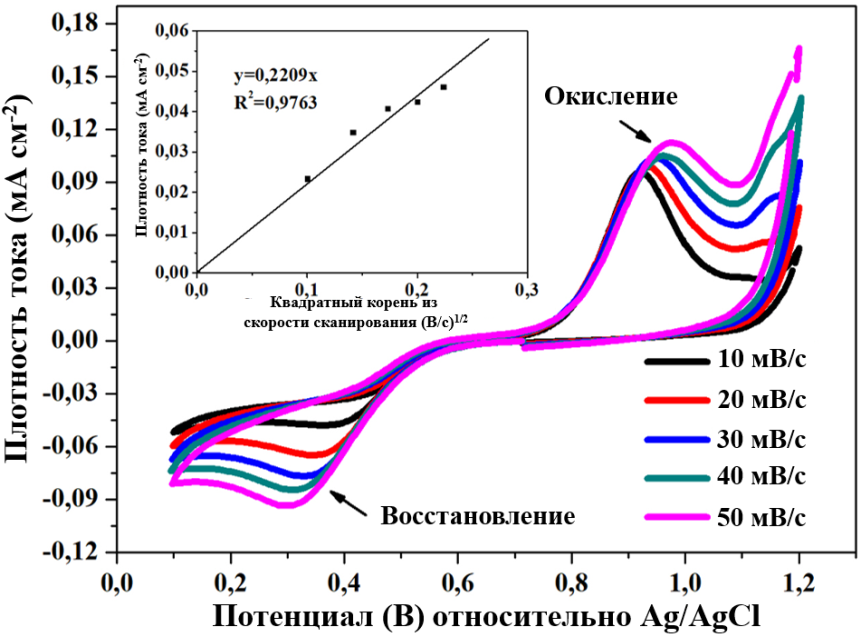 0,18
0,15
0,12
0,09
0,06
0,03
0,00
-0,03
-0,06
-0,09
-0,12
Плотность тока (мА см-2)
0,06
0,05
0,04
0,03
0,02
0,01
0,00
Плотность тока (мА см-2)
y=0,2209x
R2=0,9763
0,0 0,1 0,2 0,3
Квадратный корень из
скорости сканирования (В/с)1/2
Окисление
10 мВ/с
20 мВ/с
30 мВ/с
40 мВ/с
50 мВ/с
Восстановление
0,0 0,2 0,4 0,6 0,8 1,0 1,2
Потенциал (В) относительно Ag/AgCl